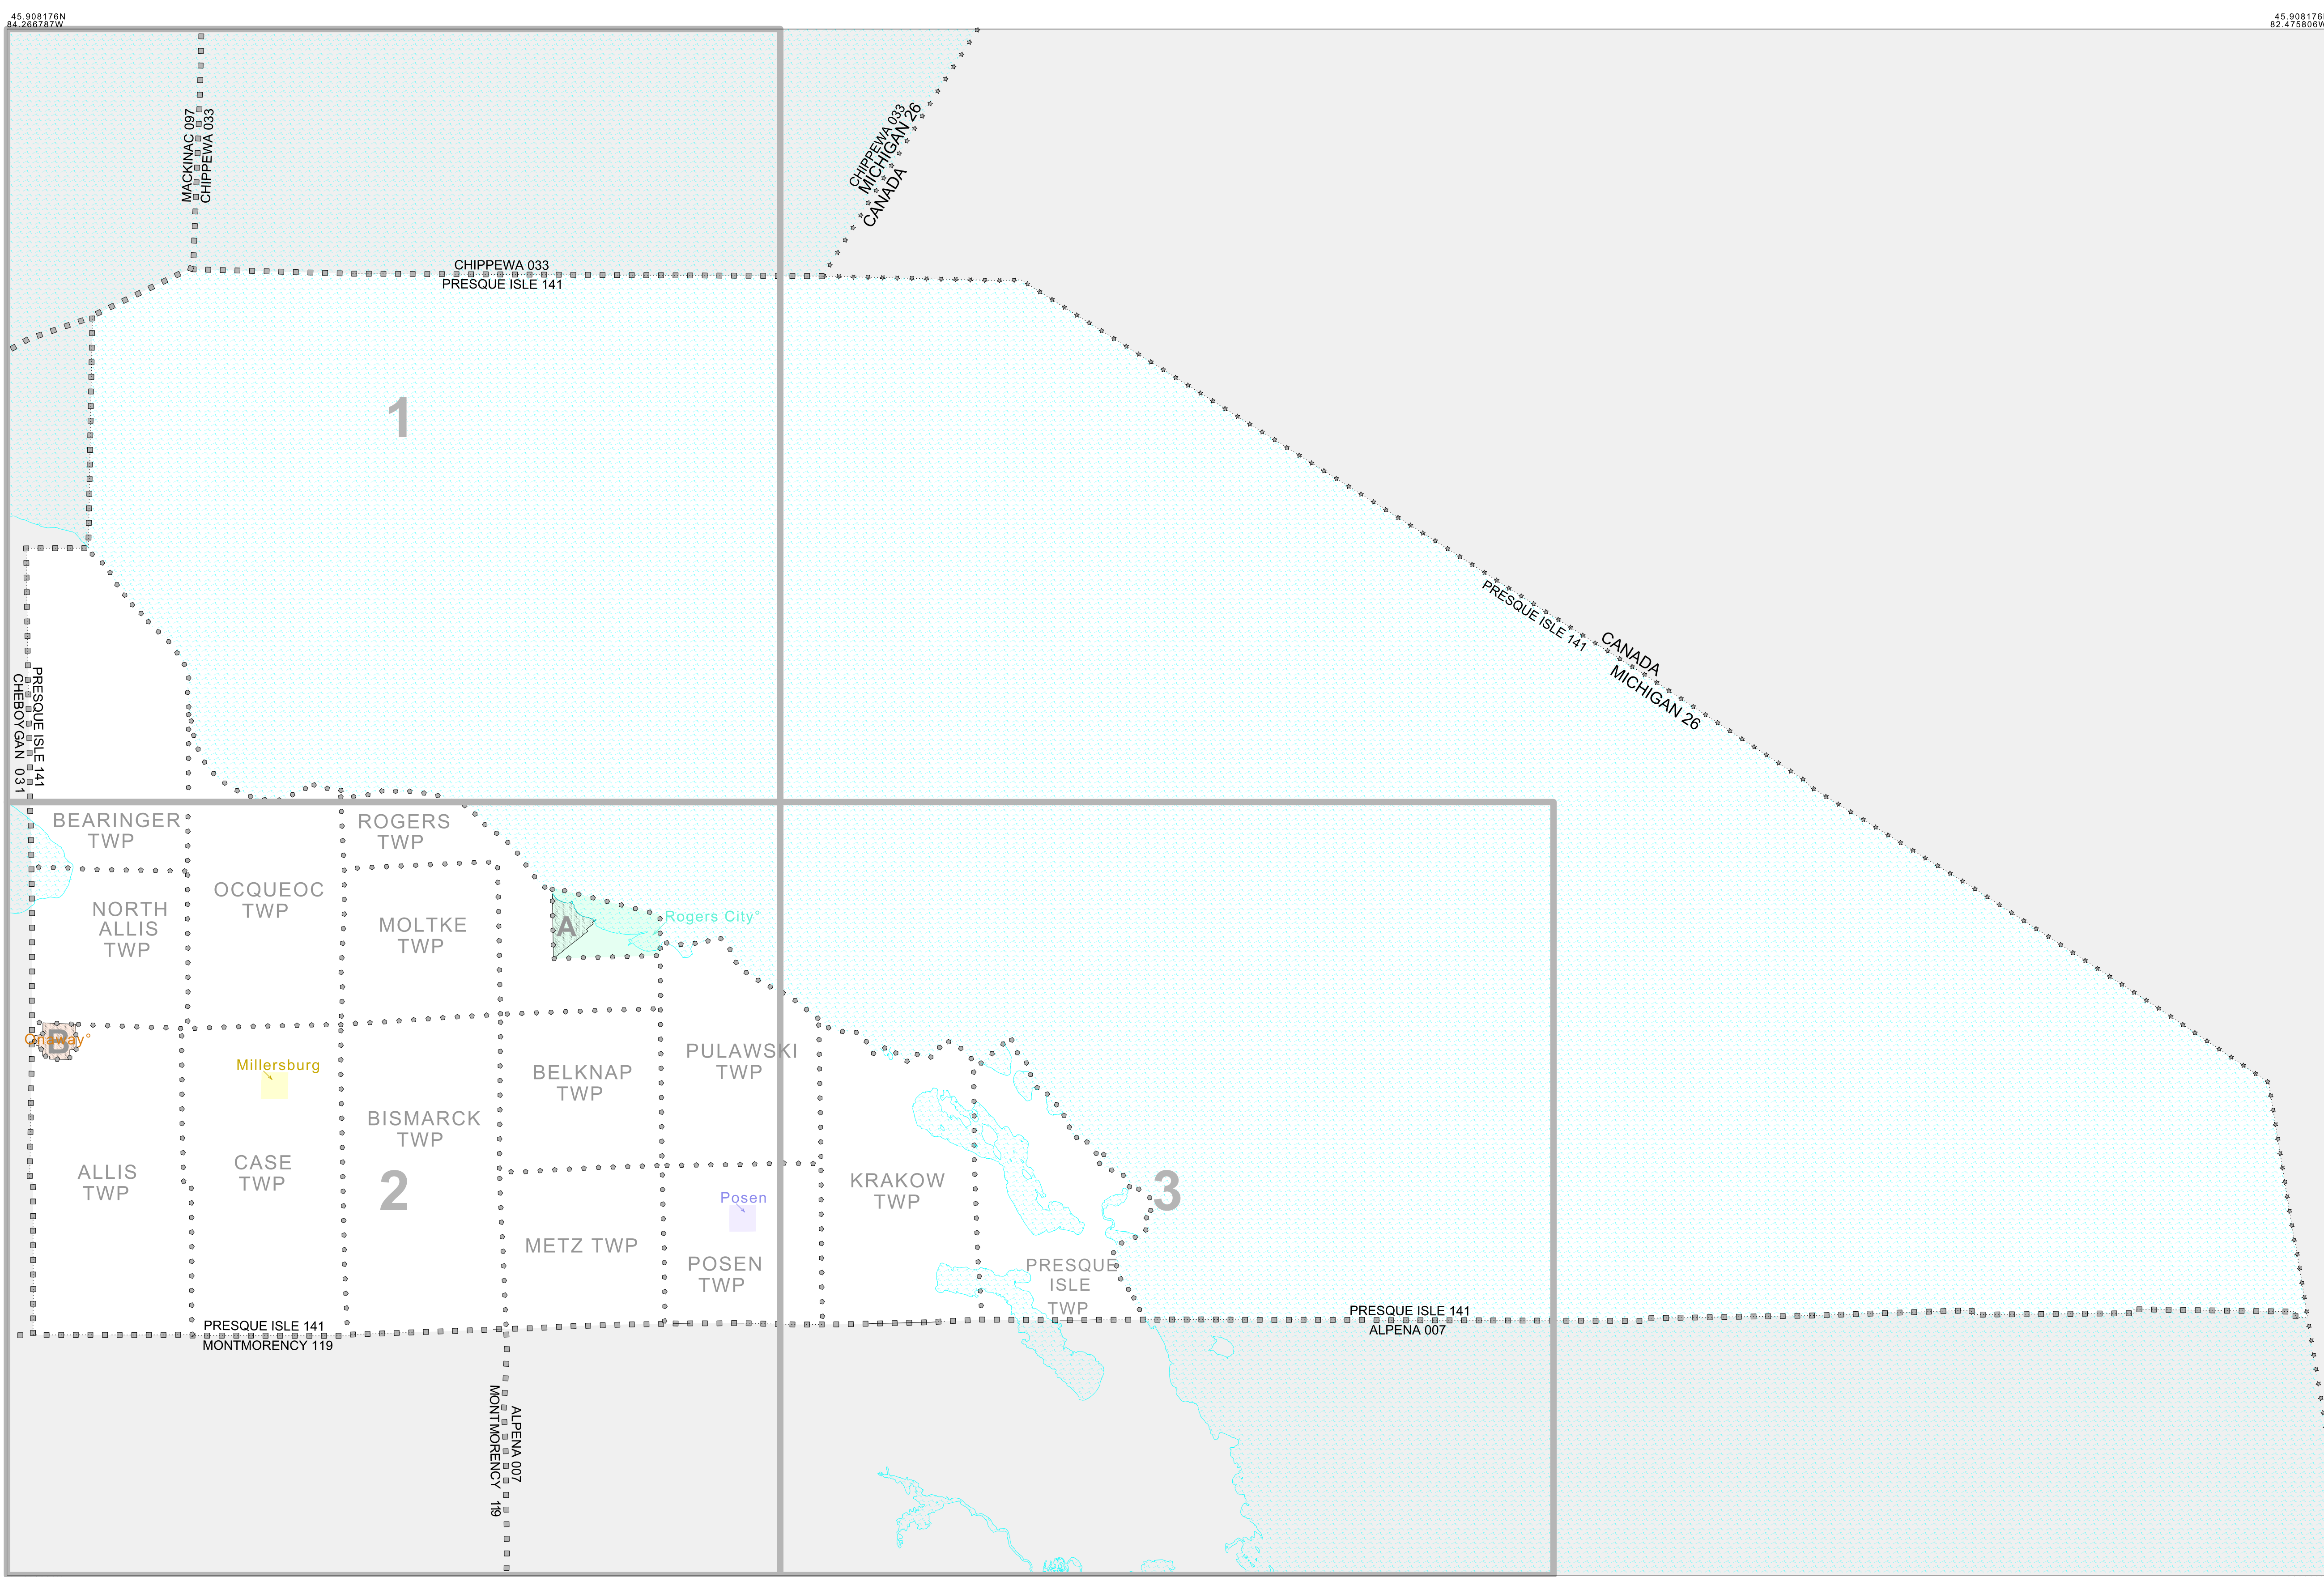 45.908176N
84.266787W
45.908176N
82.475806W
MACKINAC 097
CHIPPEWA 033
CHIPPEWA 033
MICHIGAN 26
CANADA
CHIPPEWA 033
PRESQUE ISLE 141
1
PRESQUE ISLE 141
CANADA
MICHIGAN 26
PRESQUE ISLE 141
CHEBOYGAN 031
BEARINGER
TWP
ROGERS
TWP
OCQUEOC
TWP
NORTH
ALLIS
TWP
MOLTKE
TWP
A
Rogers City°
B
Onaway°
Millersburg
PULAWSKI
TWP
BELKNAP
TWP
BISMARCK
TWP
ALLIS
TWP
CASE
TWP
2
KRAKOW
TWP
3
Posen
METZ TWP
POSEN
TWP
PRESQUE
ISLE
TWP
PRESQUE ISLE 141
MONTMORENCY 119
PRESQUE ISLE 141
ALPENA 007
MONTMORENCY 119
ALPENA 007